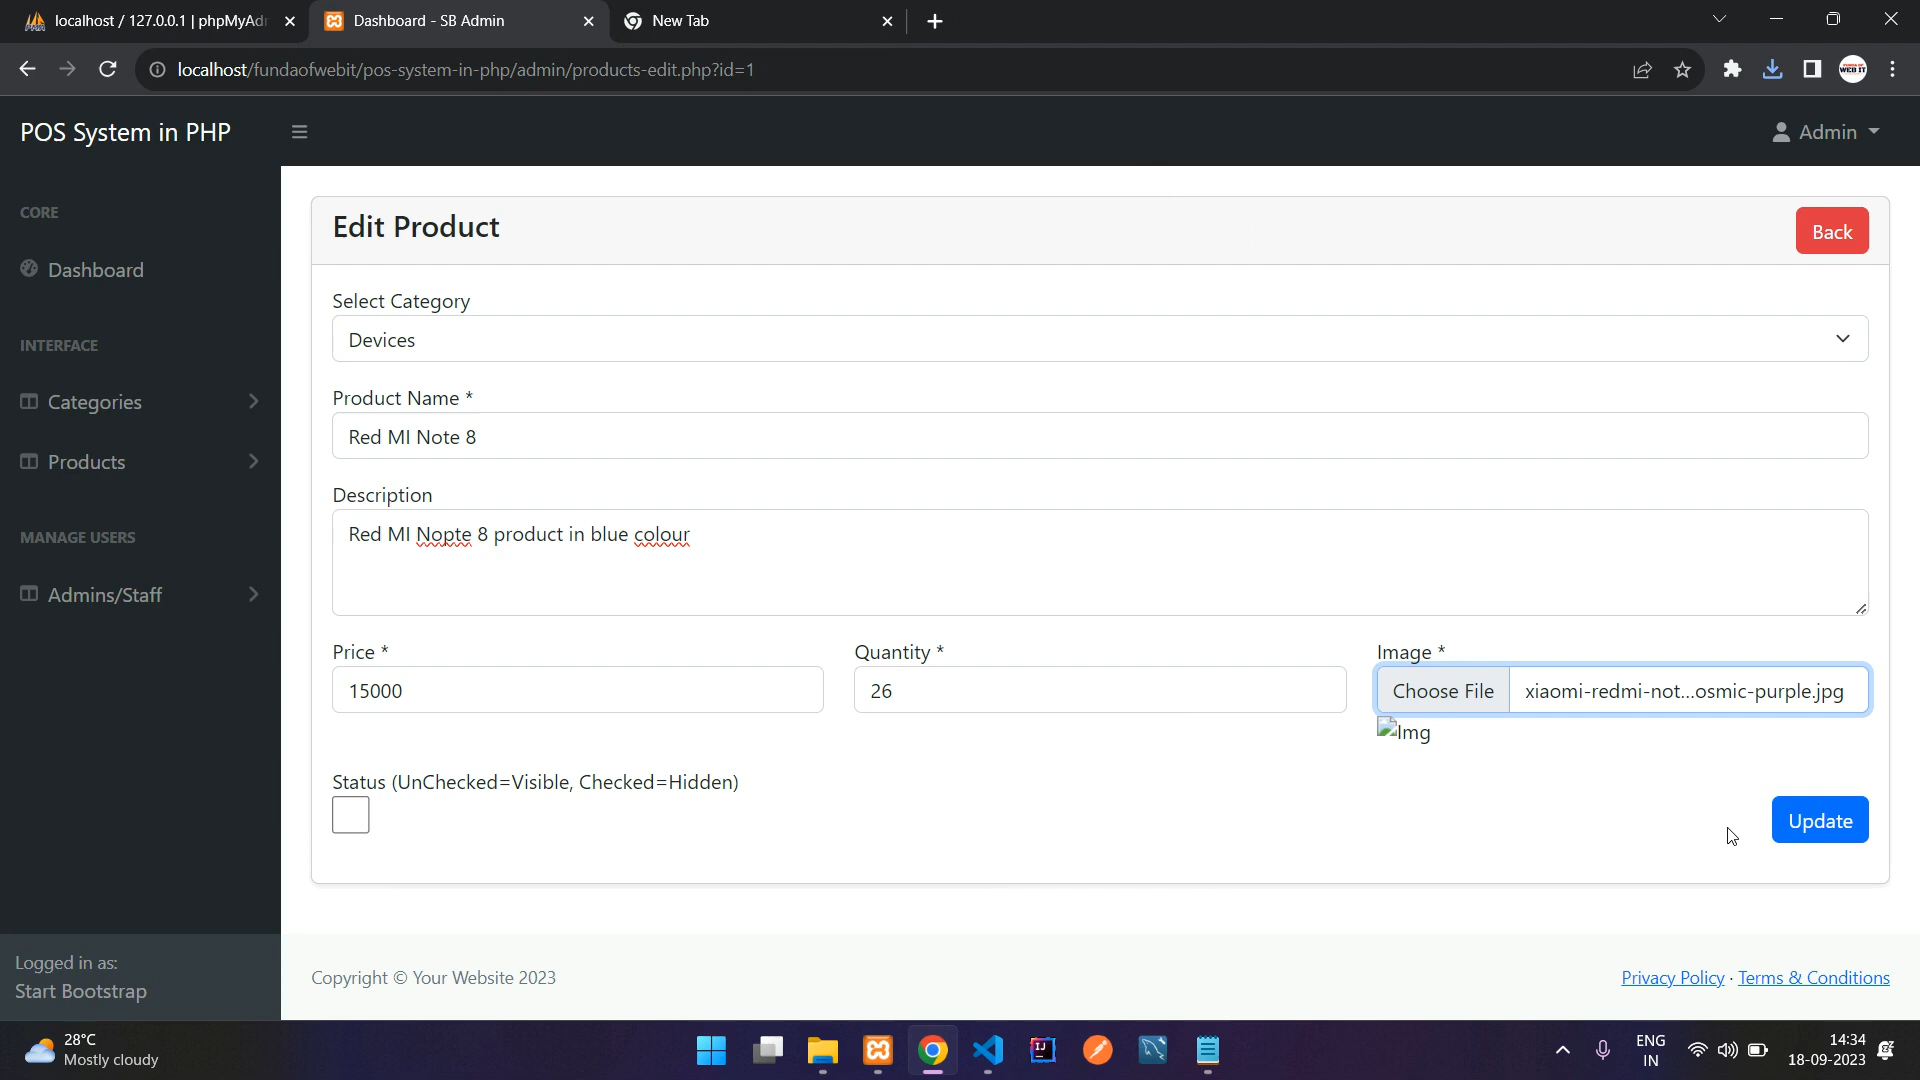 localhost / 127.0.0.1 | phpMyAdr
Dashboard - SB Admin
New Tab
localhost/fundaofwebit/pos-system-in-php/admin/products-edit.php?id=1
WEB IT
POS System in PHP
Admin
CORE
Dashboard
INTERFACE
Categories
Products
MANAGE USERS
Admins/Staff
Logged in as:
Start Bootstrap
Edit Product
Back
Select Category
Devices
Product Name *
Red MI Note 8
Description
Red MI Nopte 8 product in blue colour
Price *
15000
Quantity *
26
Image *
Choose File
xiaomi-redmi-not...osmic-purple.jpg
Img
Status (UnChecked=Visible, Checked=Hidden)
Update
Copyright © Your Website 2023
Privacy Policy · Terms & Conditions
28°C
Mostly cloudy
ENG
IN
14:34
18-09-2023